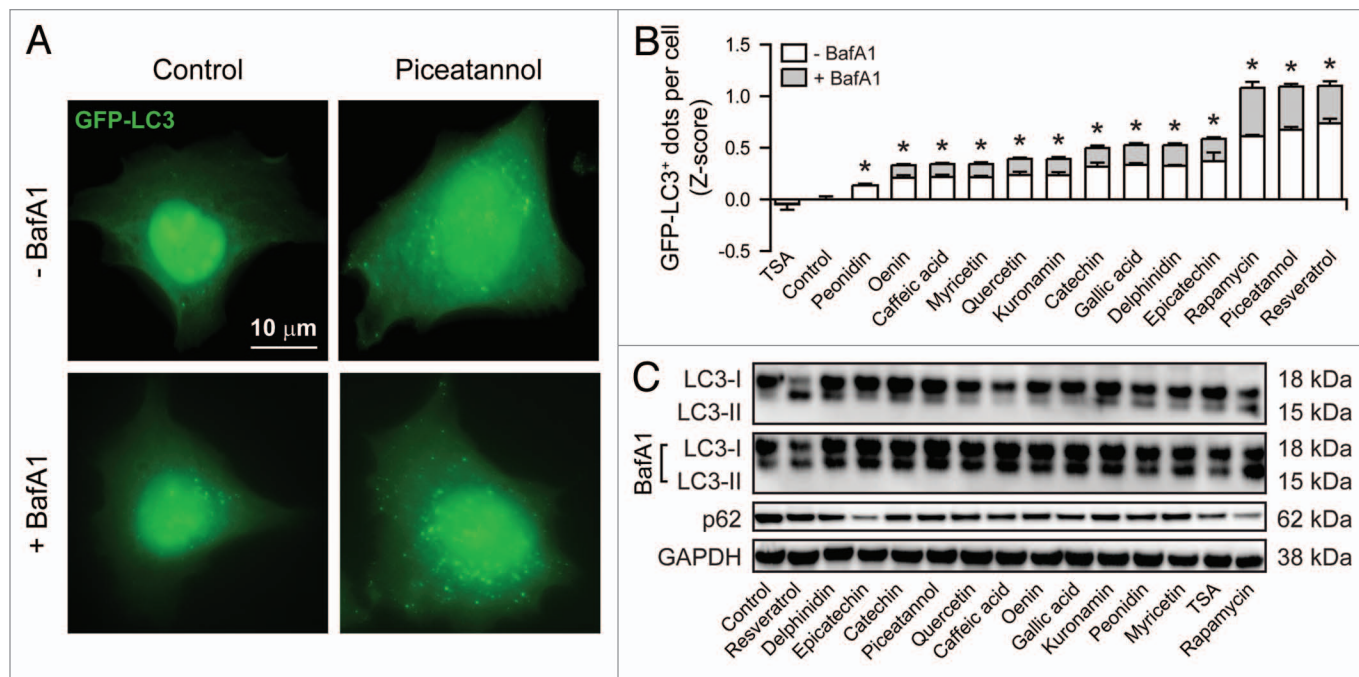 A
Control
Piceatannol
GFP-LC3
- BafA1
10 μm
+ BafA1
B
GFP-LC3⁺ dots per cell
(Z-score)
1.5
1.0
0.5
0.0
-0.5
- BafA1
+ BafA1
* * * * * * * * * * * * *
TSA
Control
Peonidin
Oenin
Caffeic acid
Myricetin
Quercetin
Kuronamin
Catechin
Gallic acid
Delphinidin
Epicatechin
Rapamycin
Piceatannol
Resveratrol
C
LC3-I 18 kDa
LC3-II 15 kDa
BafA1
LC3-I 18 kDa
LC3-II 15 kDa
p62 62 kDa
GAPDH 38 kDa
Control
Resveratrol
Delphinidin
Epicatechin
Catechin
Piceatannol
Quercetin
Caffeic acid
Oenin
Gallic acid
Kuronamin
Peonidin
Myricetin
TSA
Rapamycin